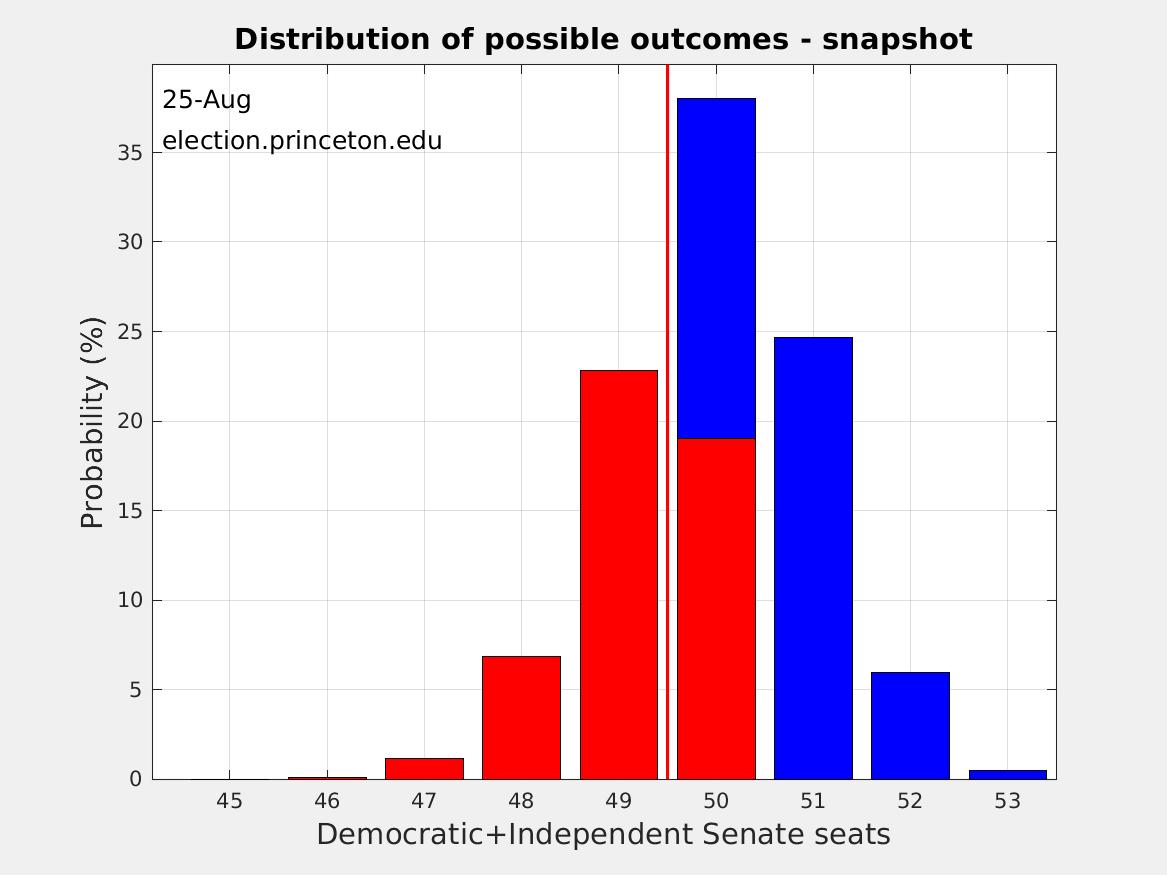 Distribution of possible outcomes - snapshot
25-Aug
election.princeton.edu
35
30
25
20
15
10
5
0
Probability (%)
45 46 47 48 49 50 51 52 53
Democratic+Independent Senate seats